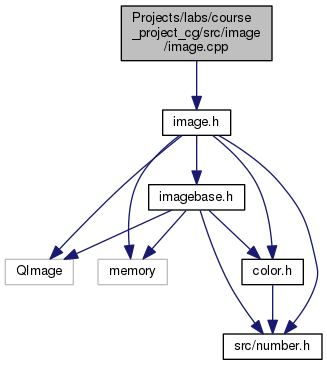 Projects/labs/course
_project_cg/src/image
/image.cpp
image.h
imagebase.h
QImage
memory
color.h
src/number.h